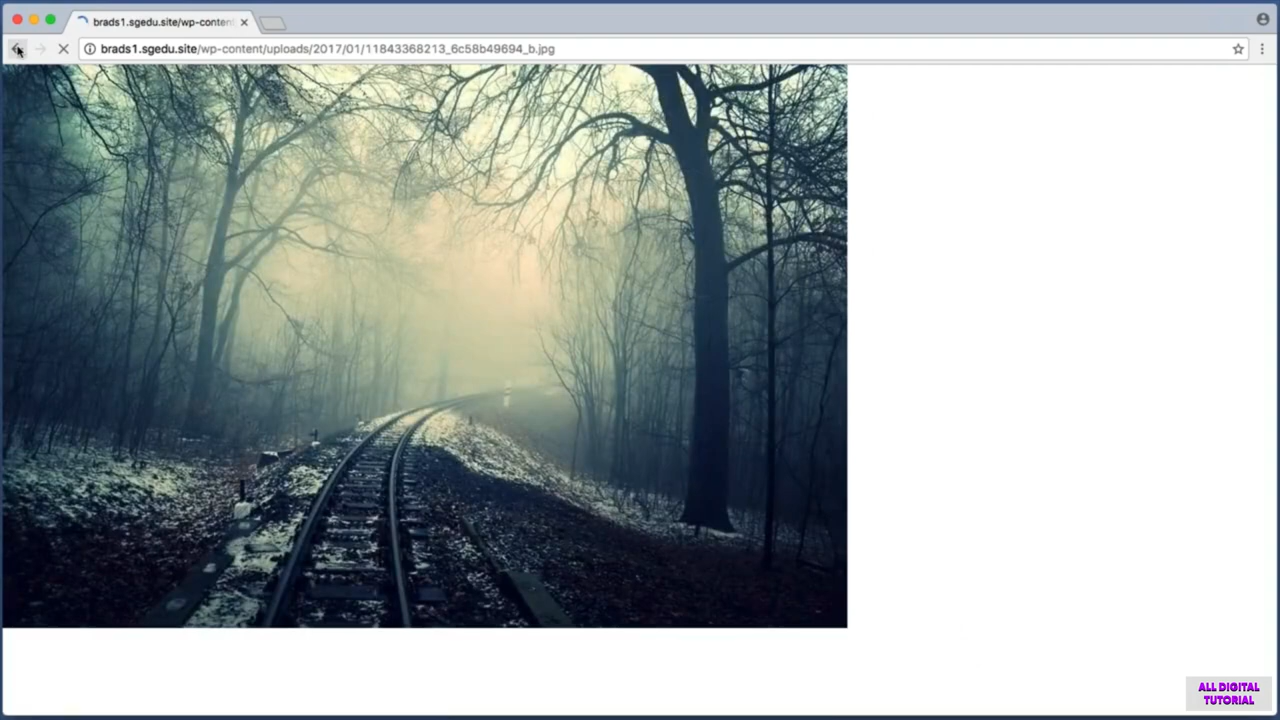 brads1.sgedu.site/wp-conten
brads1.sgedu.site/wp-content/uploads/2017/01/11843368213_6c58b49694_b.jpg
ALL DIGITAL
TUTORIAL